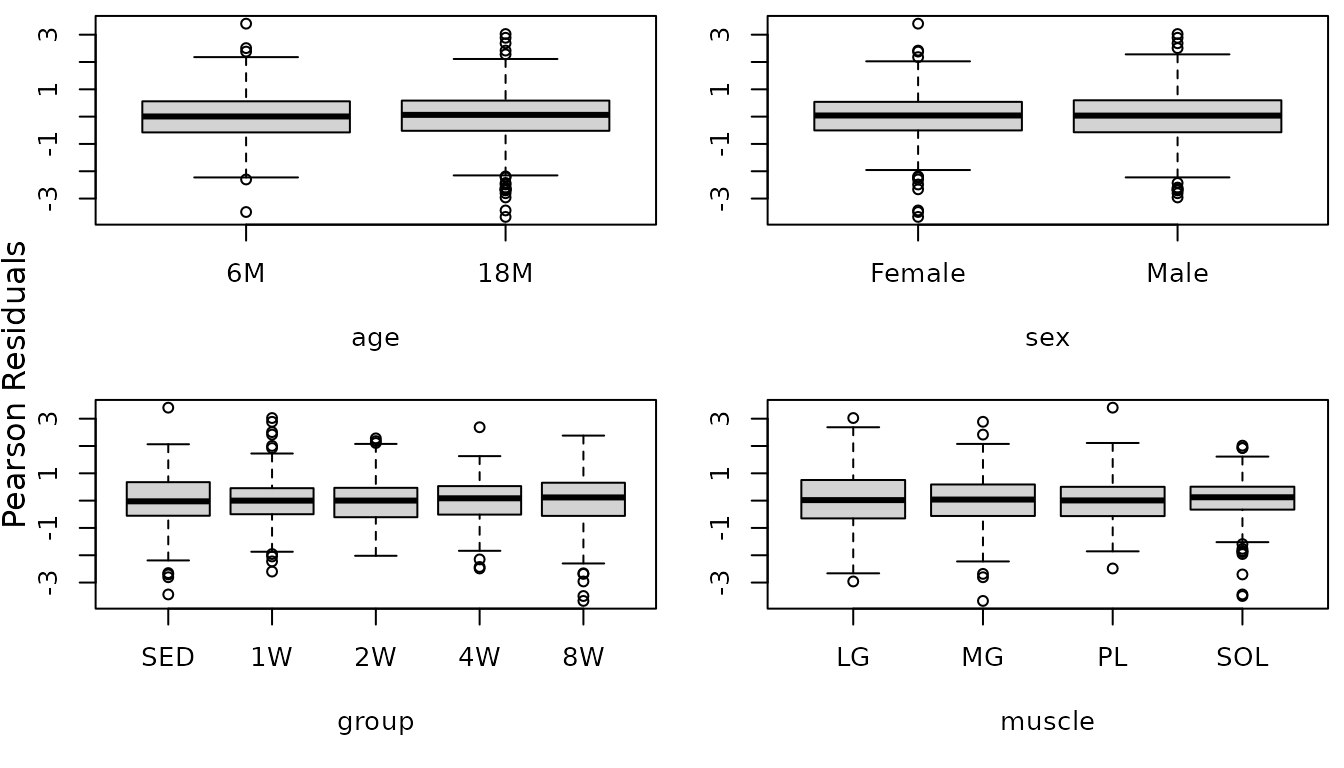 Pearson Residuals
3
1
-1
-3
6M 18M
age
3
1
-1
-3
Female Male
sex
3
1
-1
-3
SED 1W 2W 4W 8W
group
3
1
-1
-3
LG MG PL SOL
muscle